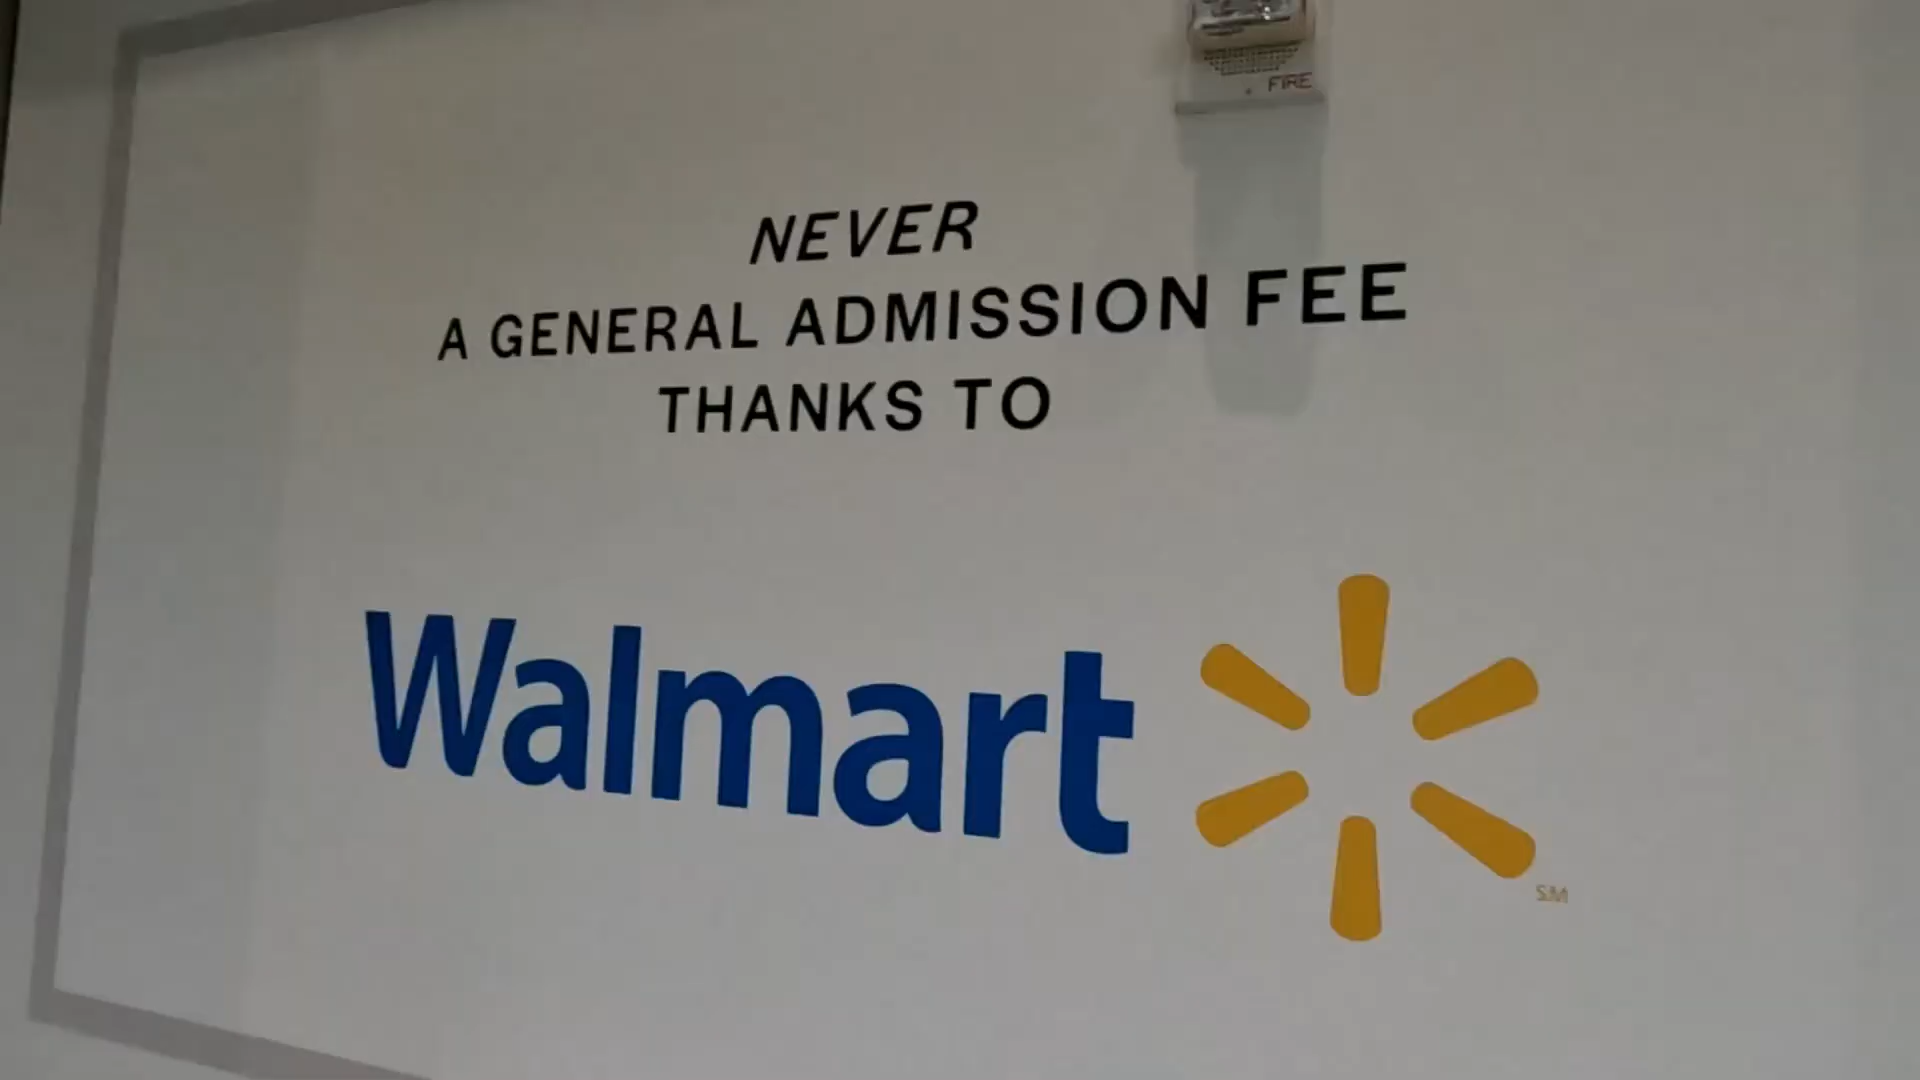 FIRE
NEVER
A GENERAL ADMISSION FEE
THANKS TO
Walmart
SM